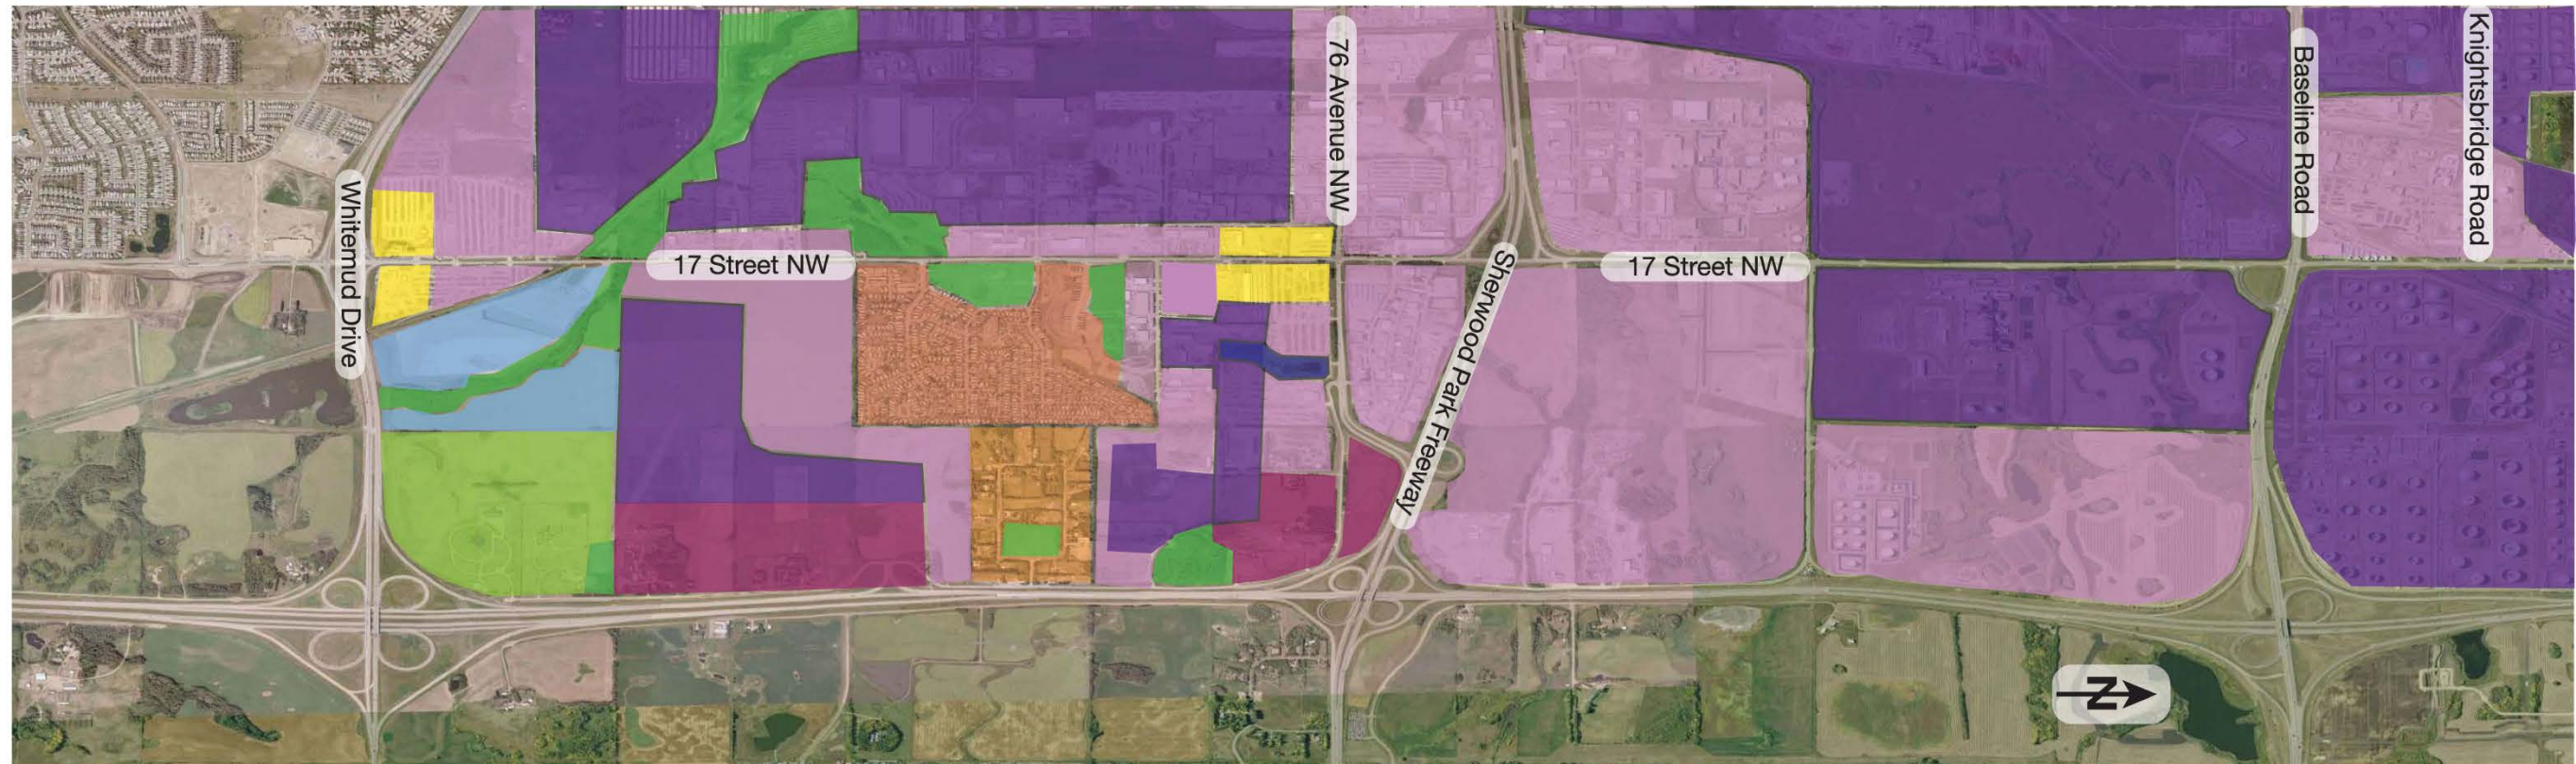 76 Avenue NW
Knightsbridge Road
Baseline Road
Whitemud Drive
17 Street NW
17 Street NW
Sherwood Park Freeway
N